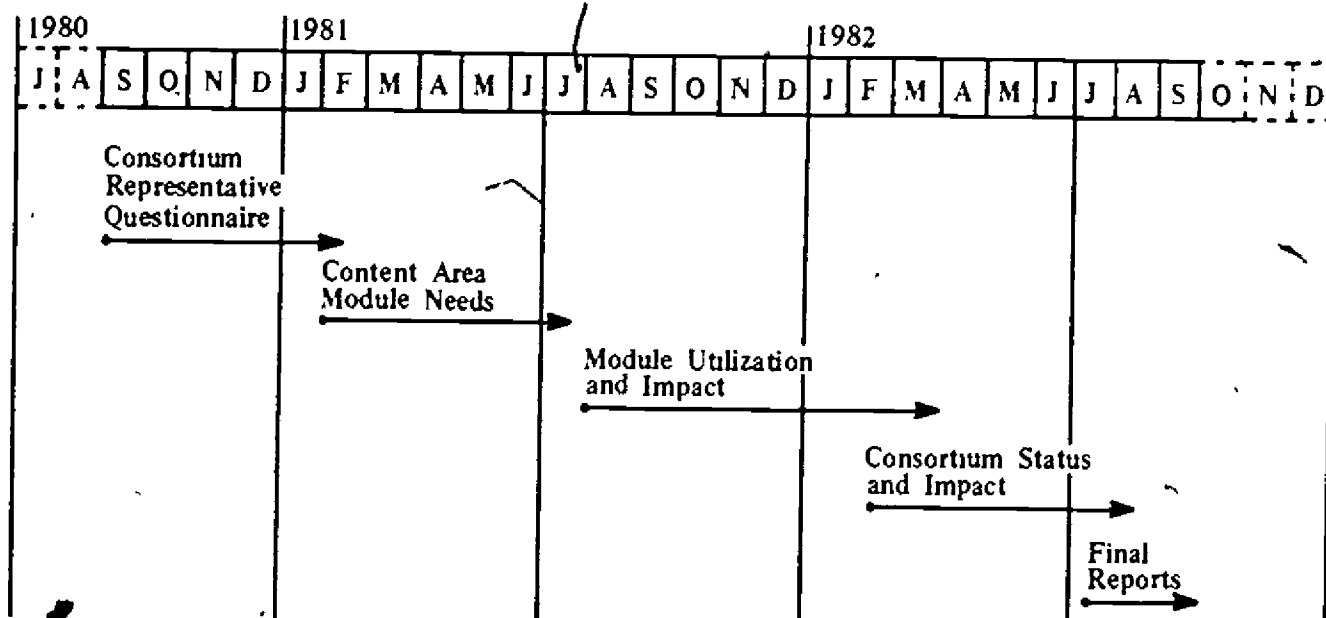 1980 1981 1982
J A S O N D J F M A M J J A S O N D J F M A M J J A S O N D
Consortium
Representative
Questionnaire
Content Area
Module Needs
Module Utilization
and Impact
Consortium Status
and Impact
Final
Reports